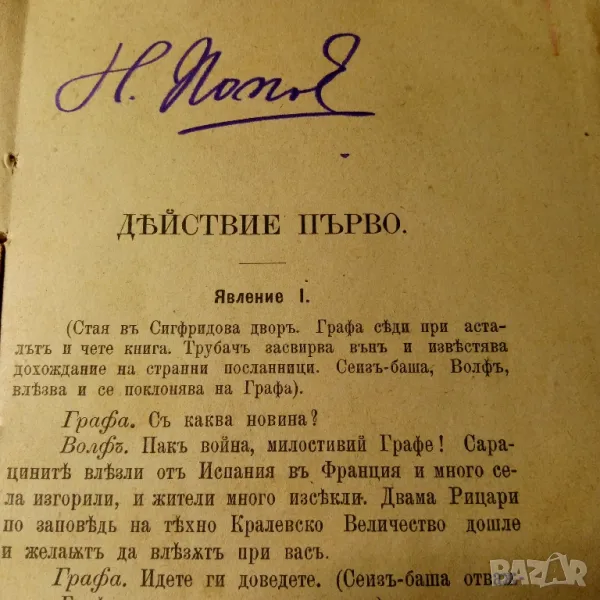 Н. Попов
ДѢЙСТВИЕ ПЪРВО.
Явление I.
(Стая въ Сигфридова дворъ. Графа сѣди при аста-
лътъ и чете книга. Трубачъ засвирва вънъ и извѣстява
дохождание на странни посланници. Сеизъ-баша, Волфъ,
влѣзва и се поклонява на Графа).
Графа. Съ каква новина?
Волфъ. Пакъ война, милостивий Графе! Сара-
цинитѣ влѣзли отъ Испания въ Франция и много се-
ла изгорили, и жители много изсѣкли. Двама Рицари
по заповѣдь на тѣхно Кралевско Величество дошле
и желаѭтъ да влѣзѫтъ при васъ.
Графа. Идете ги доведете. (Сеизъ-баша
BAZAR